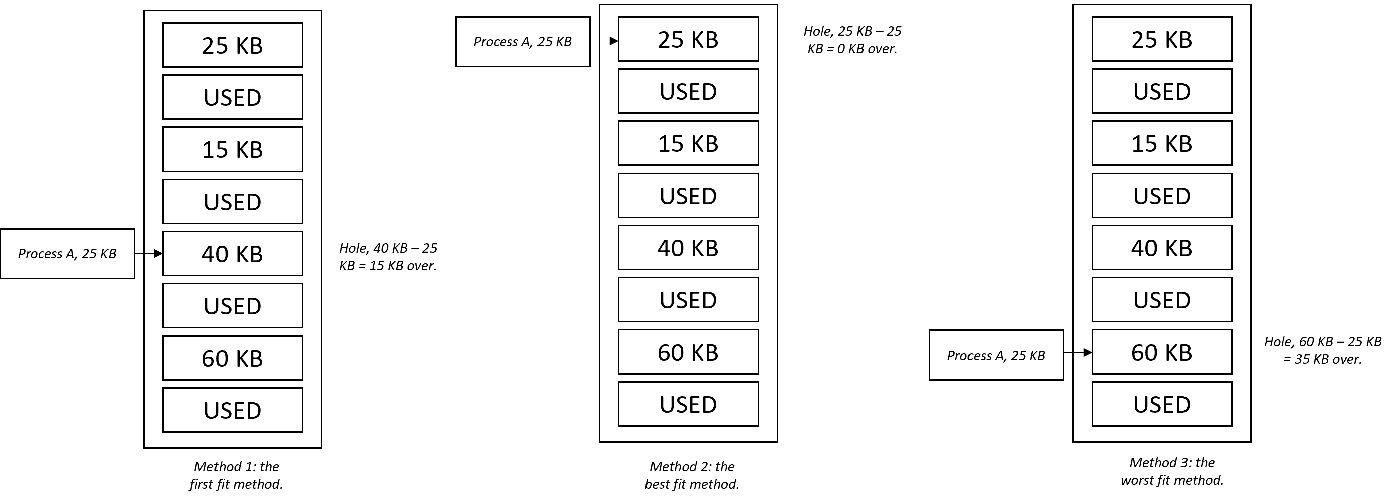 25 KB
USED
15 KB
USED
Process A, 25 KB
40 KB
Hole, 40 KB – 25
KB = 15 KB over.
USED
60 KB
USED
Method 1: the
first fit method.
Process A, 25 KB
25 KB
Hole, 25 KB – 25
KB = 0 KB over.
USED
15 KB
USED
40 KB
USED
60 KB
USED
Method 2: the
best fit method.
25 KB
USED
15 KB
USED
40 KB
USED
Process A, 25 KB
60 KB
Hole, 60 KB – 25 KB
= 35 KB over.
USED
Method 3: the
worst fit method.